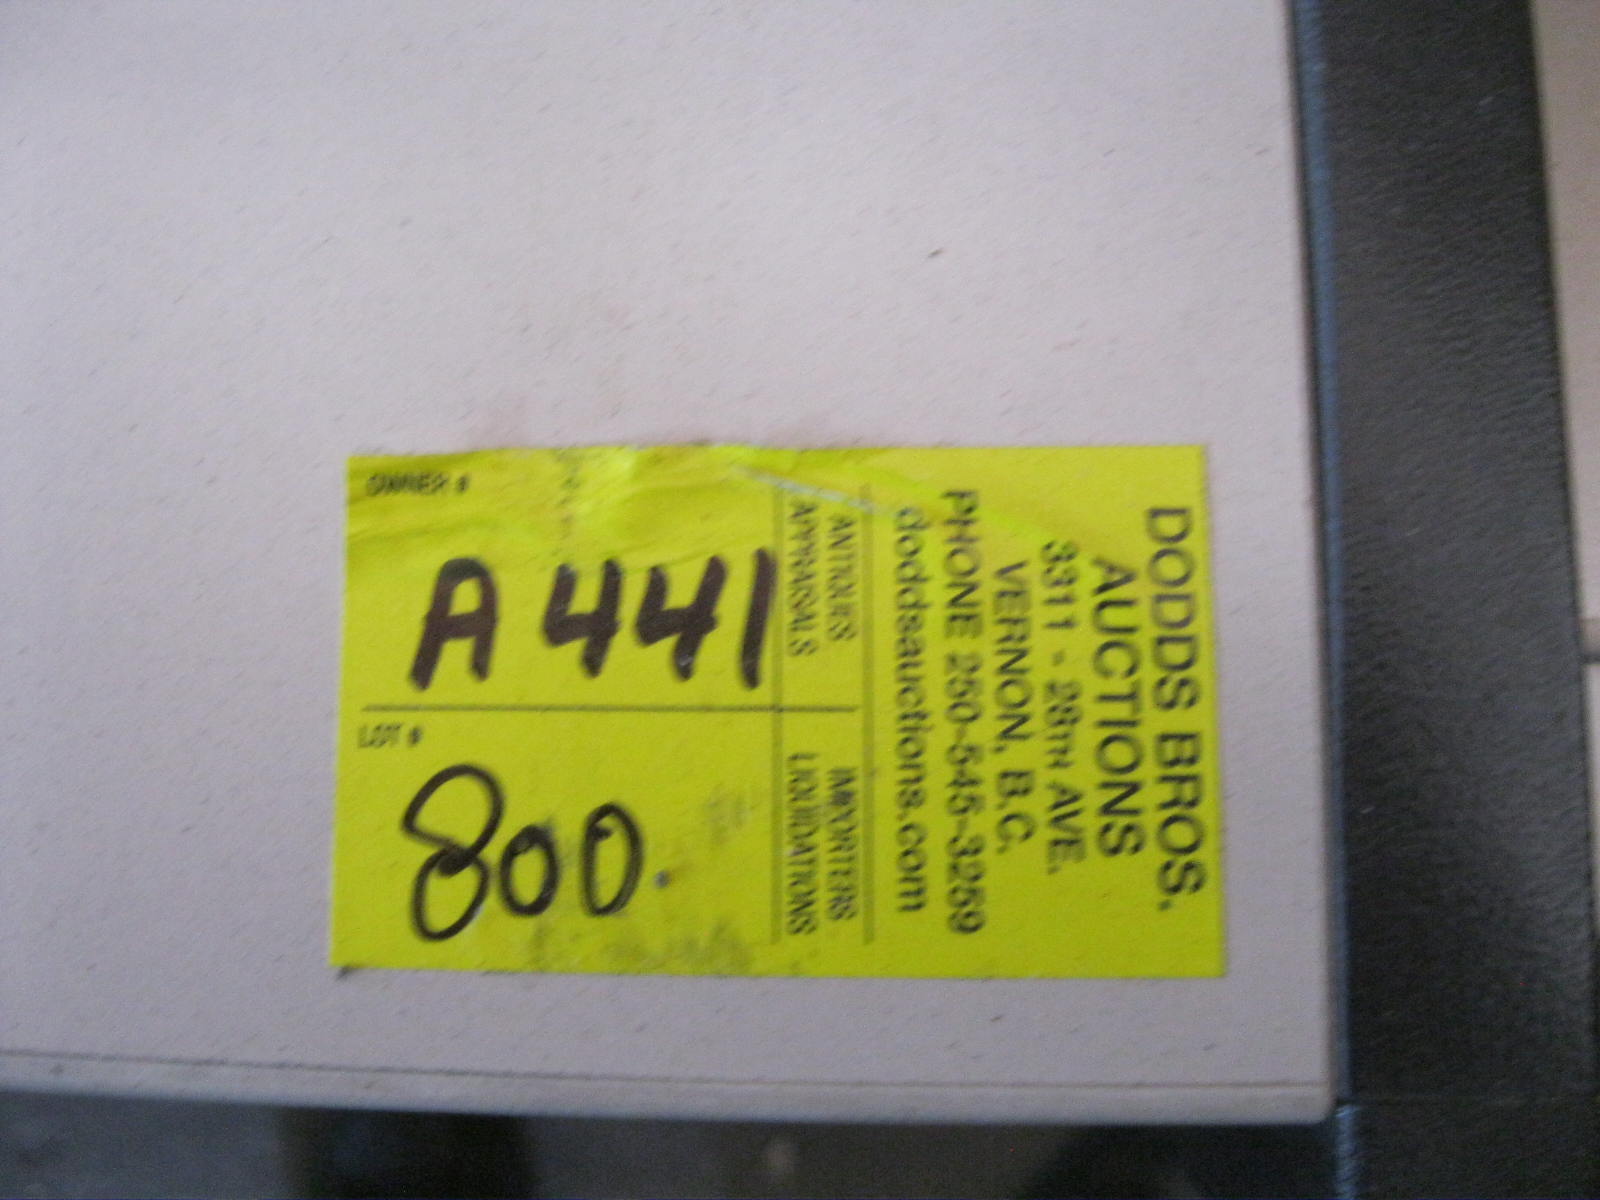 DODDS BROS.
AUCTIONS
3311 - 28TH AVE.
VERNON, B.C.
PHONE 250-545-3259
doddsauctions.com
ANTIQUES
APPRAISALS
IMPORTERS
LIQUIDATIONS
OWNER #
A441
LOT #
800